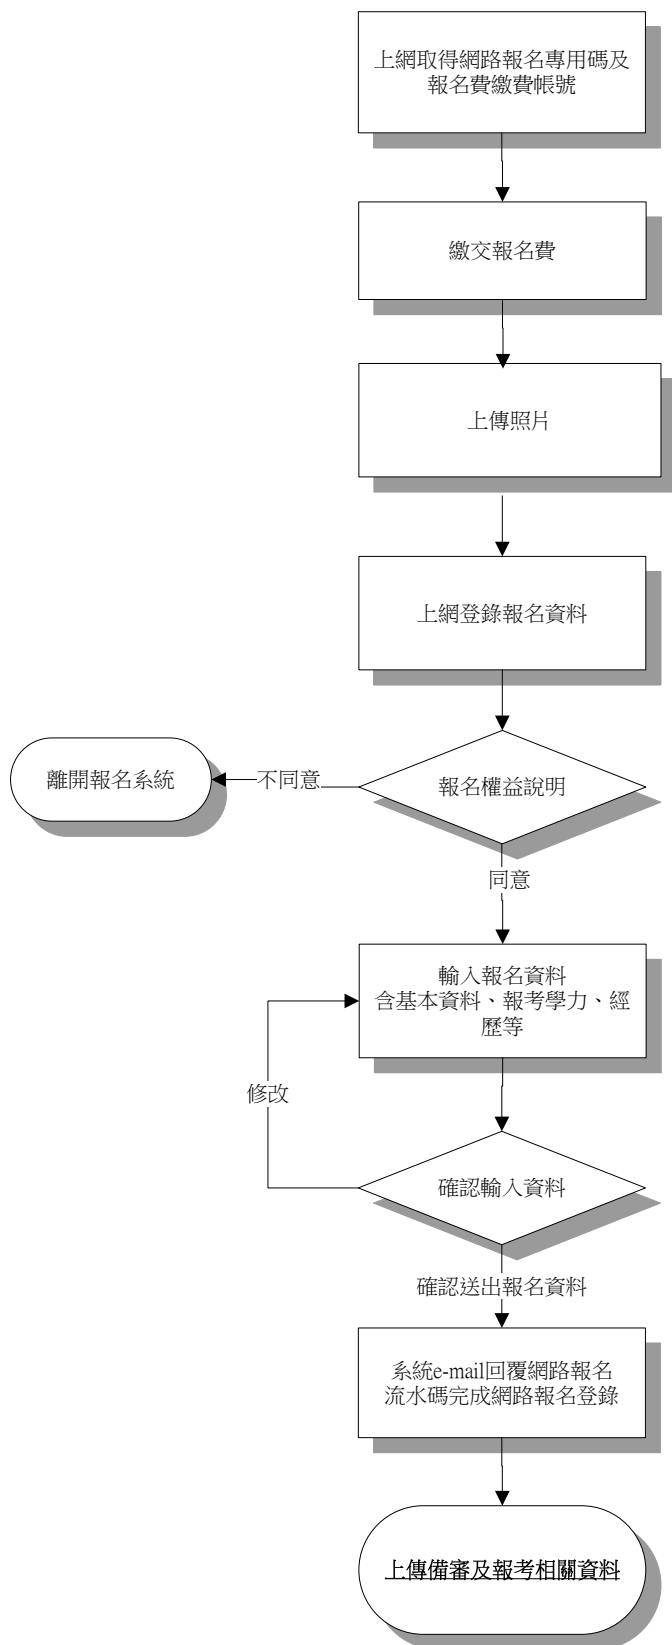 上網取得網路報名專用碼及
報名費繳費帳號
繳交報名費
上傳照片
上網登錄報名資料
報名權益說明
不同意
離開報名系統
同意
輸入報名資料
含基本資料、報考學力、經
歷等
修改
確認輸入資料
確認送出報名資料
系統e-mail回覆網路報名
流水碼完成網路報名登錄
上傳備審及報考相關資料